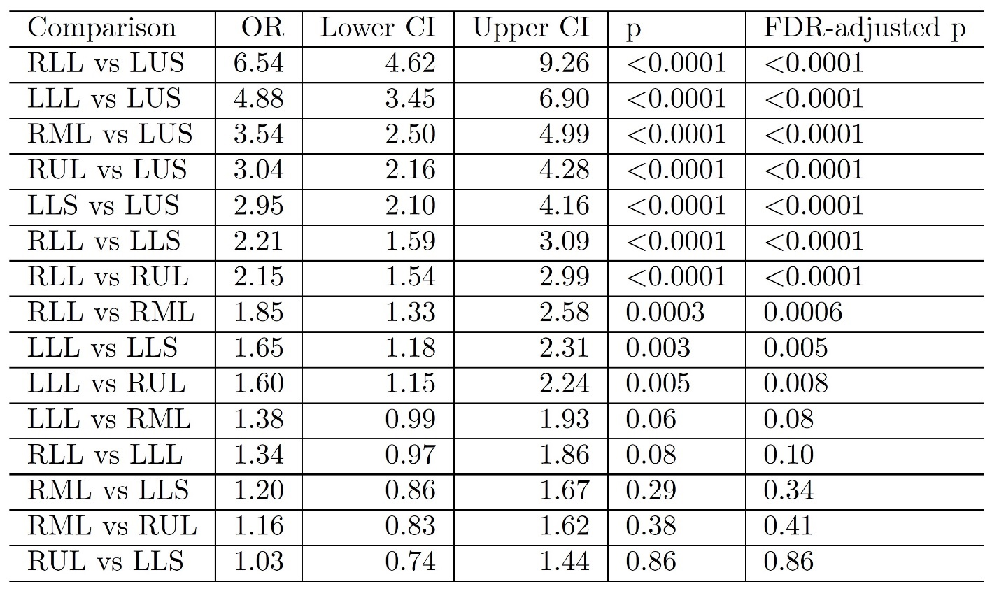 Comparison OR Lower CI Upper CI p FDR-adjusted p
RLL vs LUS 6.54 4.62 9.26 <0.0001 <0.0001
LLL vs LUS 4.88 3.45 6.90 <0.0001 <0.0001
RML vs LUS 3.54 2.50 4.99 <0.0001 <0.0001
RUL vs LUS 3.04 2.16 4.28 <0.0001 <0.0001
LLS vs LUS 2.95 2.10 4.16 <0.0001 <0.0001
RLL vs LLS 2.21 1.59 3.09 <0.0001 <0.0001
RLL vs RUL 2.15 1.54 2.99 <0.0001 <0.0001
RLL vs RML 1.85 1.33 2.58 0.0003 0.0006
LLL vs LLS 1.65 1.18 2.31 0.003 0.005
LLL vs RUL 1.60 1.15 2.24 0.005 0.008
LLL vs RML 1.38 0.99 1.93 0.06 0.08
RLL vs LLL 1.34 0.97 1.86 0.08 0.10
RML vs LLS 1.20 0.86 1.67 0.29 0.34
RML vs RUL 1.16 0.83 1.62 0.38 0.41
RUL vs LLS 1.03 0.74 1.44 0.86 0.86